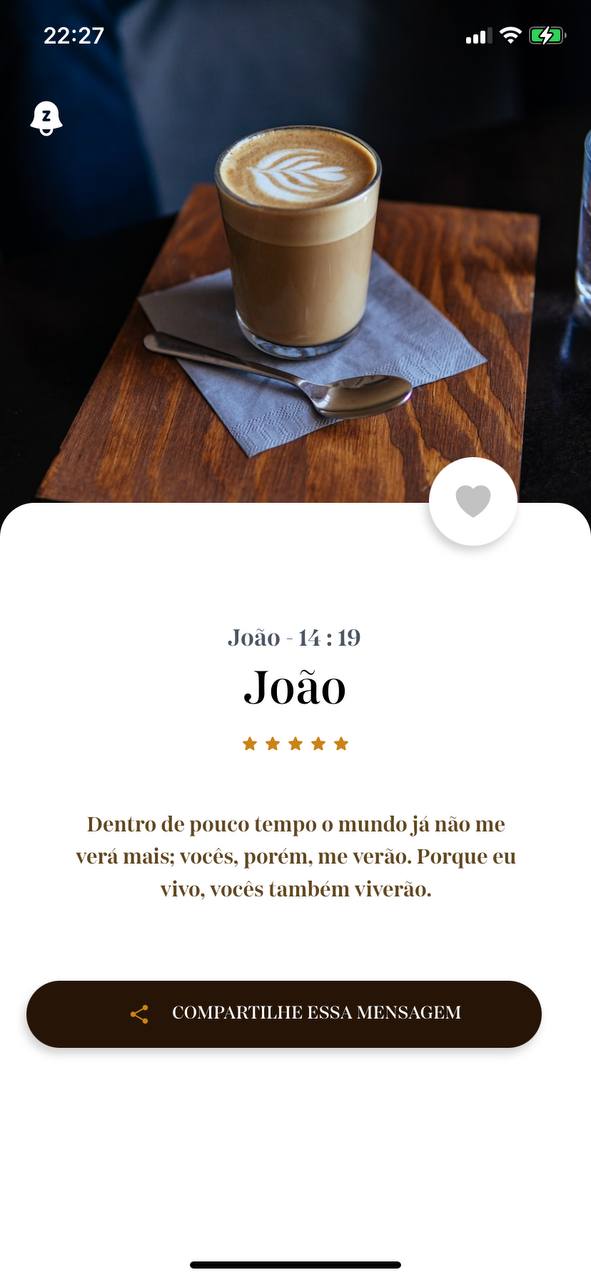 22:27
z
João - 14 : 19
João
Dentro de pouco tempo o mundo já não me
verá mais; vocês, porém, me verão. Porque eu
vivo, vocês também viverão.
COMPARTILHE ESSA MENSAGEM